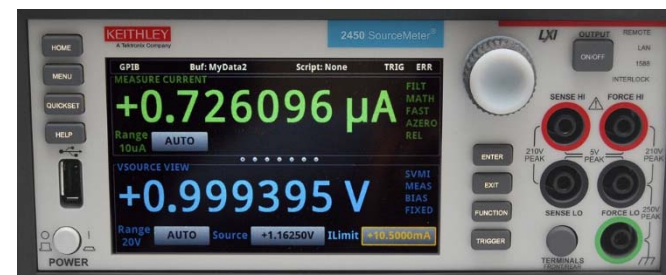 KEITHLEY
A Tektronix Company
2450 SourceMeter®
HOME
MENU
QUICKSET
HELP
POWER
GPIB Buf: MyData2 Script: None TRIG ERR
MEASURE CURRENT
+0.726096 µA
FILT
MATH
FAST
AZERO
REL
Range
10uA
AUTO
VSOURCE VIEW
+0.999395 V
SVMI
MEAS
BIAS
FIXED
Range
20V
AUTO Source +1.16250V ILimit +10.5000mA
ENTER
EXIT
FUNCTION
TRIGGER
LXI
OUTPUT
ON/OFF
REMOTE
LAN
1588
INTERLOCK
SENSE HI
FORCE HI
210V
PEAK
5V
PEAK
210V
PEAK
SENSE LO
FORCE LO
250V
PEAK
TERMINALS
FRONT/REAR